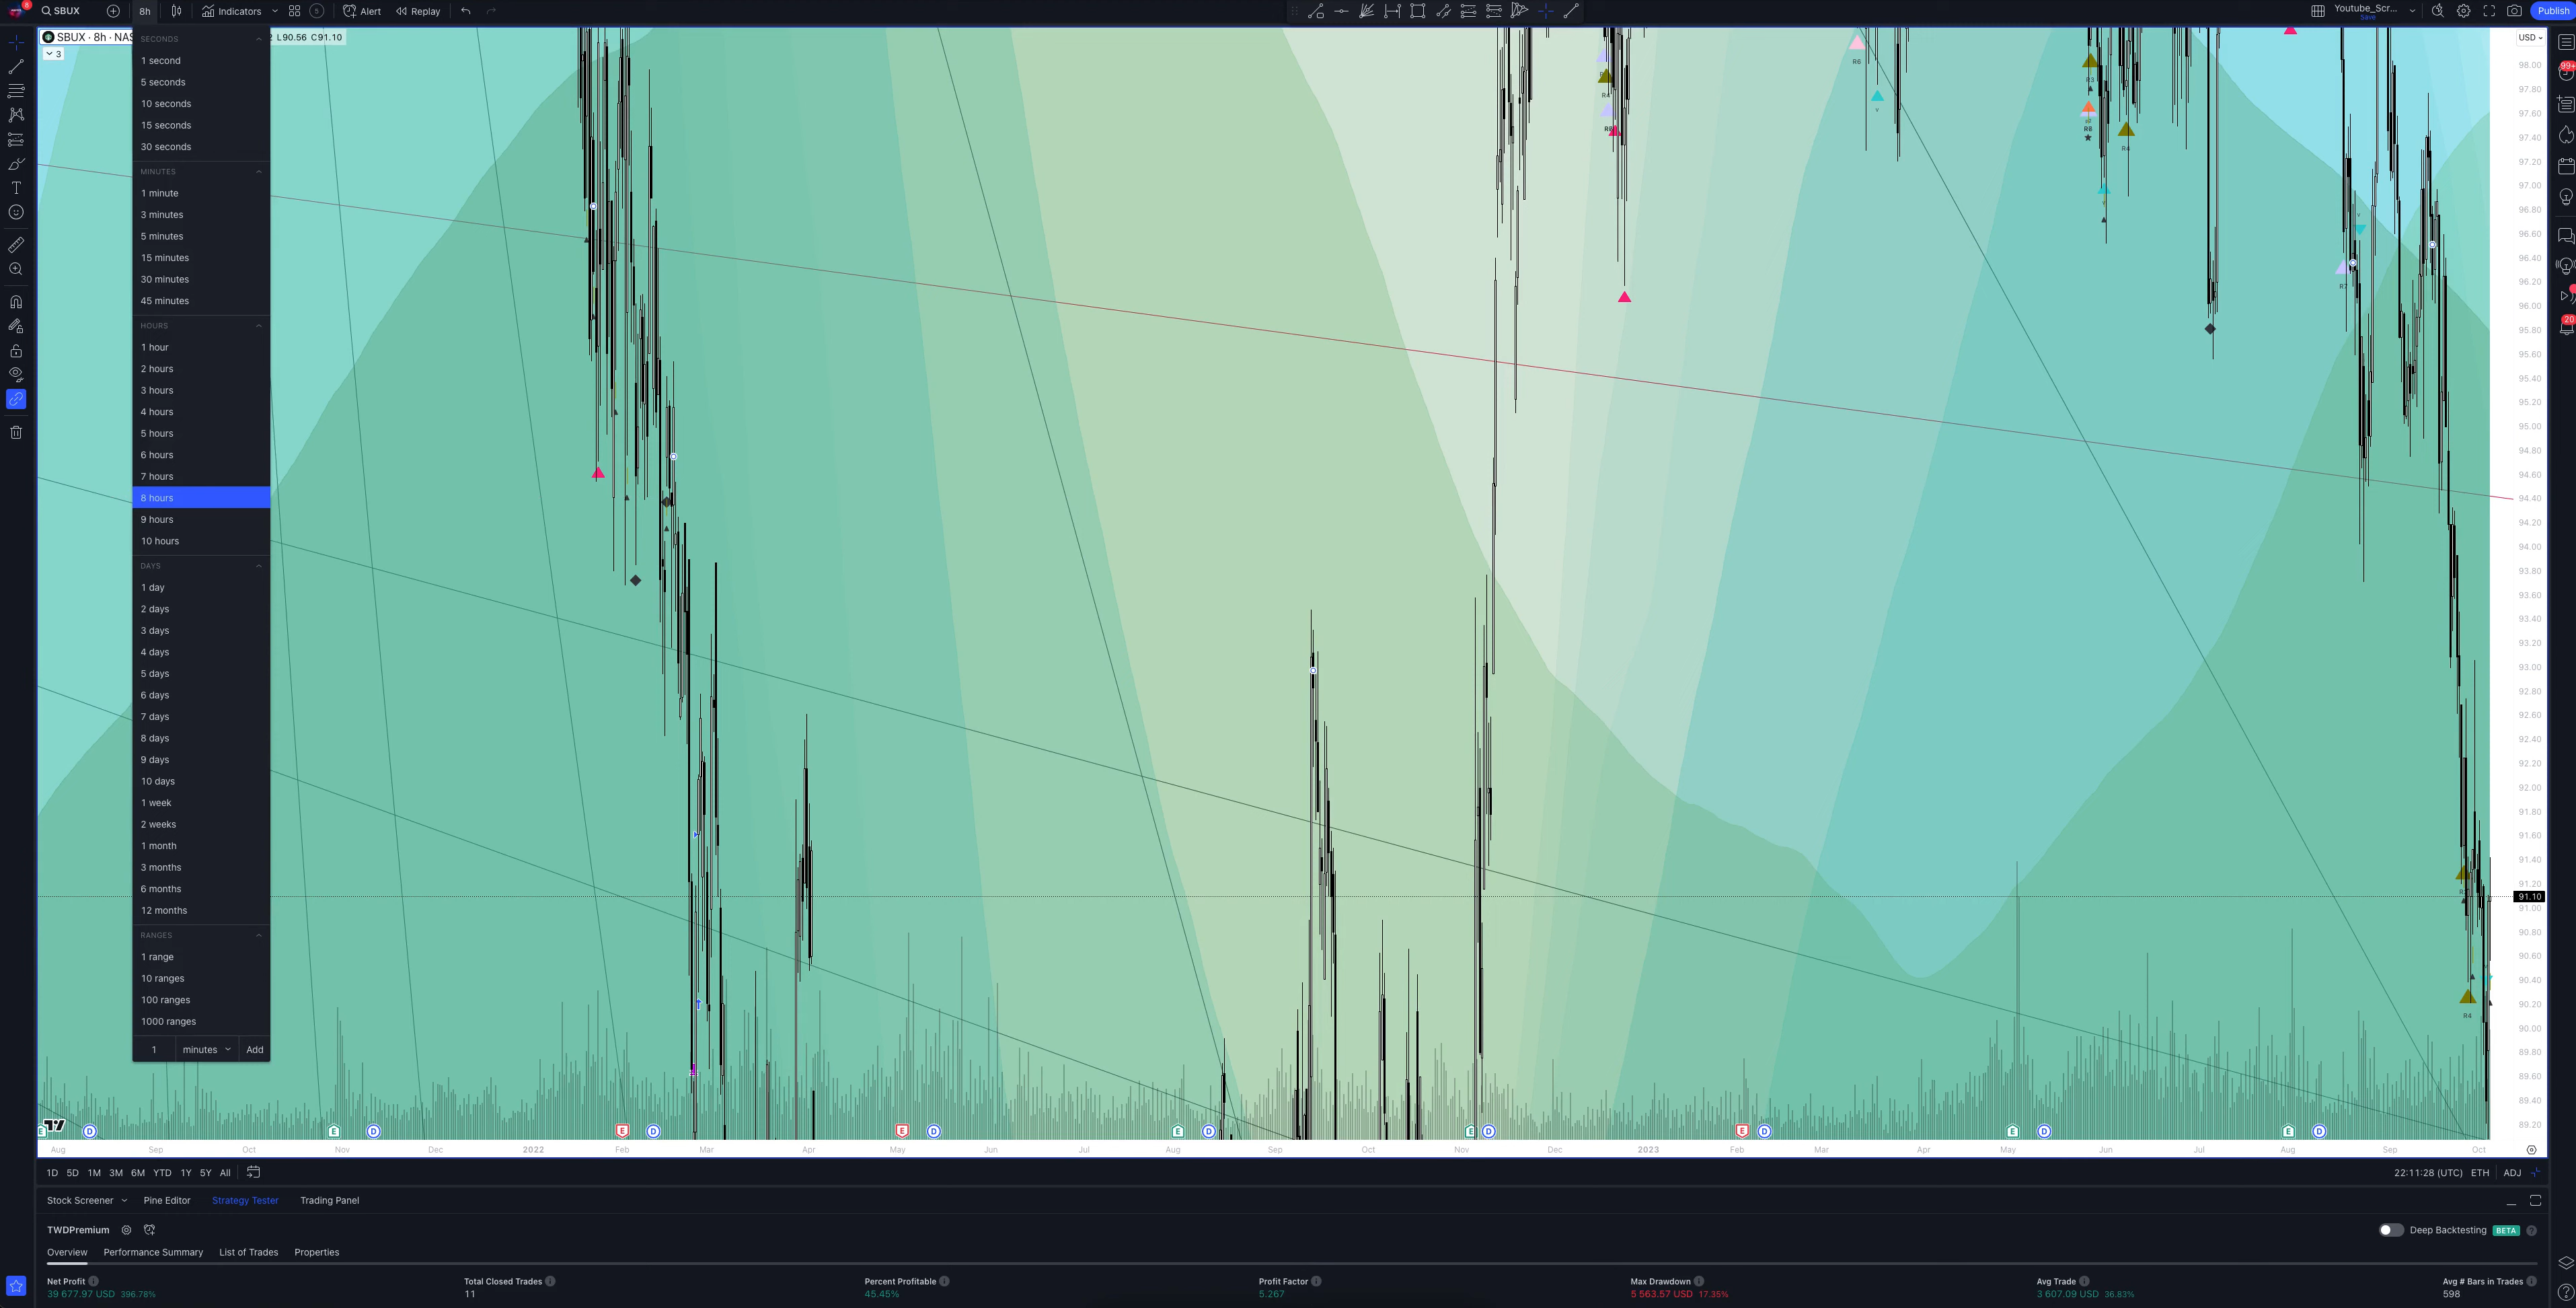 8
SBUX
8h
Indicators
5
Alert
Replay
Youtube_Scr...
Save
Publish
SBUX · 8h · NAS
L90.56 C91.10
3
USD
SECONDS
1 second
5 seconds
10 seconds
15 seconds
30 seconds
MINUTES
1 minute
3 minutes
5 minutes
15 minutes
30 minutes
45 minutes
HOURS
1 hour
2 hours
3 hours
4 hours
5 hours
6 hours
7 hours
8 hours
9 hours
10 hours
DAYS
1 day
2 days
3 days
4 days
5 days
6 days
7 days
8 days
9 days
10 days
1 week
2 weeks
1 month
3 months
6 months
12 months
RANGES
1 range
10 ranges
100 ranges
1000 ranges
1 minutes Add
R6
R8
R4
R7
R4
98.00
97.80
97.60
97.40
97.20
97.00
96.80
96.60
96.40
96.20
96.00
95.80
95.60
95.40
95.20
95.00
94.80
94.60
94.40
94.20
94.00
93.80
93.60
93.40
93.20
93.00
92.80
92.60
92.40
92.20
92.00
91.80
91.60
91.40
91.20
91.10
91.00
90.80
90.60
90.40
90.20
90.00
89.80
89.60
89.40
89.20
99+
20
E D E D E D E D E D E D E D E D E D
Aug Sep Oct Nov Dec 2022 Feb Mar Apr May Jun Jul Aug Sep Oct Nov Dec 2023 Feb Mar Apr May Jun Jul Aug Sep Oct
1D 5D 1M 3M 6M YTD 1Y 5Y All
22:11:28 (UTC) ETH ADJ
Stock Screener Pine Editor Strategy Tester Trading Panel
TWDPremium
Deep Backtesting BETA
Overview Performance Summary List of Trades Properties
Net Profit
39 677.97 USD 396.78%
Total Closed Trades
11
Percent Profitable
45.45%
Profit Factor
5.267
Max Drawdown
5 563.57 USD 17.35%
Avg Trade
3 607.09 USD 36.83%
Avg # Bars in Trades
598